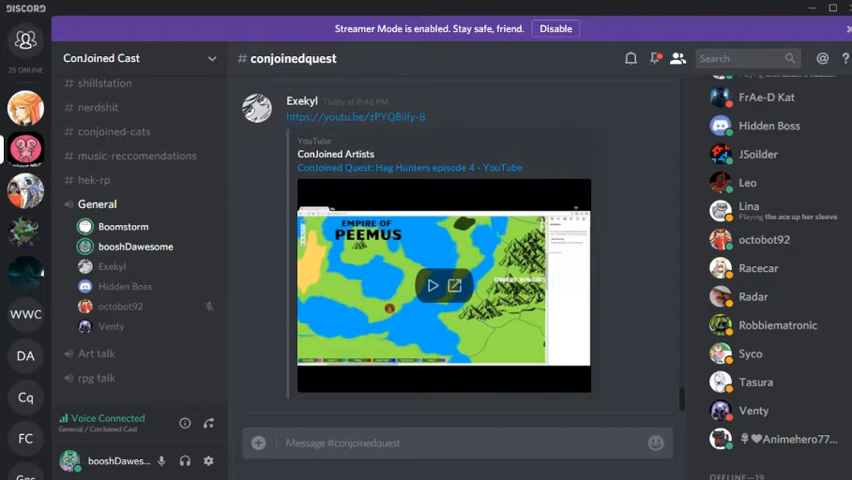 DISCORD
Streamer Mode is enabled. Stay safe, friend.
Disable
25 ONLINE
WWC
DA
Cq
FC
Gns
ConJoined Cast
# shillstation
# nerdshit
# conjoined-cats
# music-reccomendations
# hek-rp
General
Boomstorm
booshDawesome
Exekyl
Hidden Boss
octobot92
Venty
Art talk
rpg talk
Voice Connected
General / ConJoined Cast
booshDawes...
# conjoinedquest
Search
Exekyl Today at 8:48 PM
https://youtu.be/zPYQBilfy-8
YouTube
ConJoined Artists
ConJoined Quest: Hag Hunters episode 4 - YouTube
EMPIRE OF
PEEMUS
Message #conjoinedquest
FrAe-D Kat
Hidden Boss
JSoilder
Leo
Lina
Playing the ace up her sleeve
octobot92
Racecar
Radar
Robbiematronic
Syco
Tasura
Venty
Animehero77...
OFFLINE—19